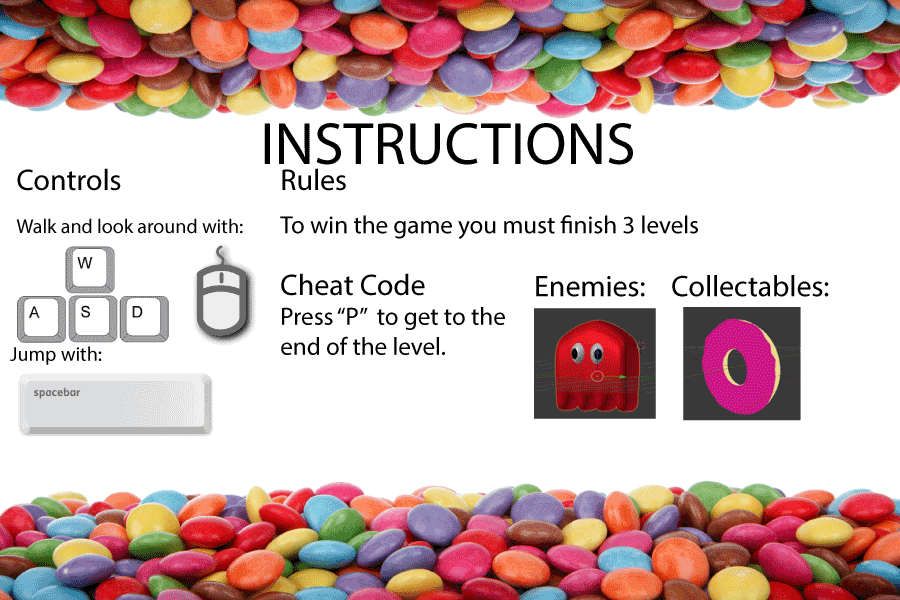 INSTRUCTIONS
Controls
Walk and look around with:
W
A S D
Jump with:
spacebar
Rules
To win the game you must finish 3 levels
Cheat Code
Press “P” to get to the
end of the level.
Enemies:
Collectables: